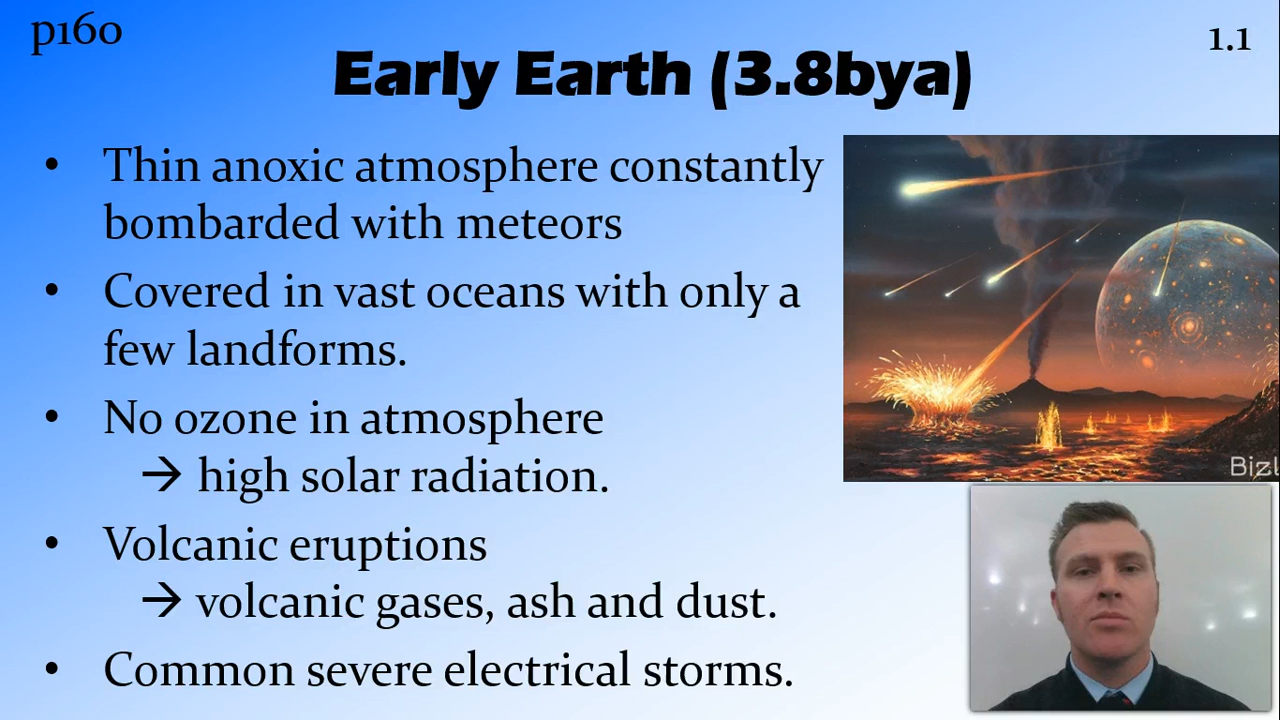 p160
1.1
Early Earth (3.8bya)
• Thin anoxic atmosphere constantly
bombarded with meteors
• Covered in vast oceans with only a
few landforms.
• No ozone in atmosphere
→ high solar radiation.
• Volcanic eruptions
→ volcanic gases, ash and dust.
• Common severe electrical storms.